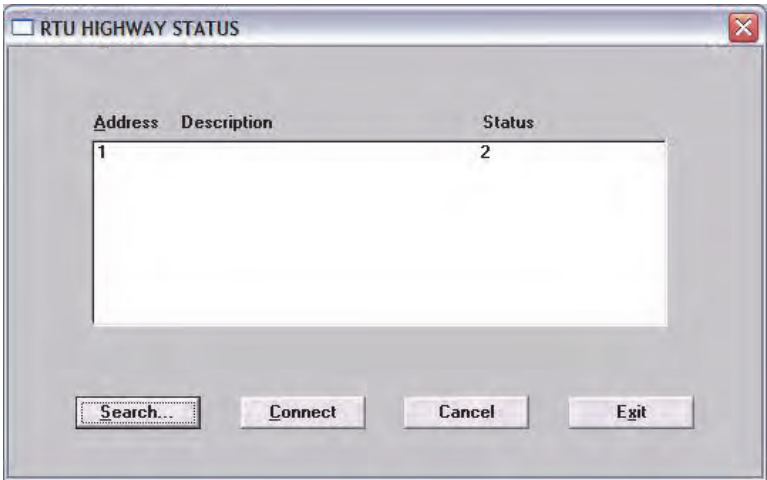 RTU HIGHWAY STATUS
Address Description Status
1 2
Search... Connect Cancel Exit